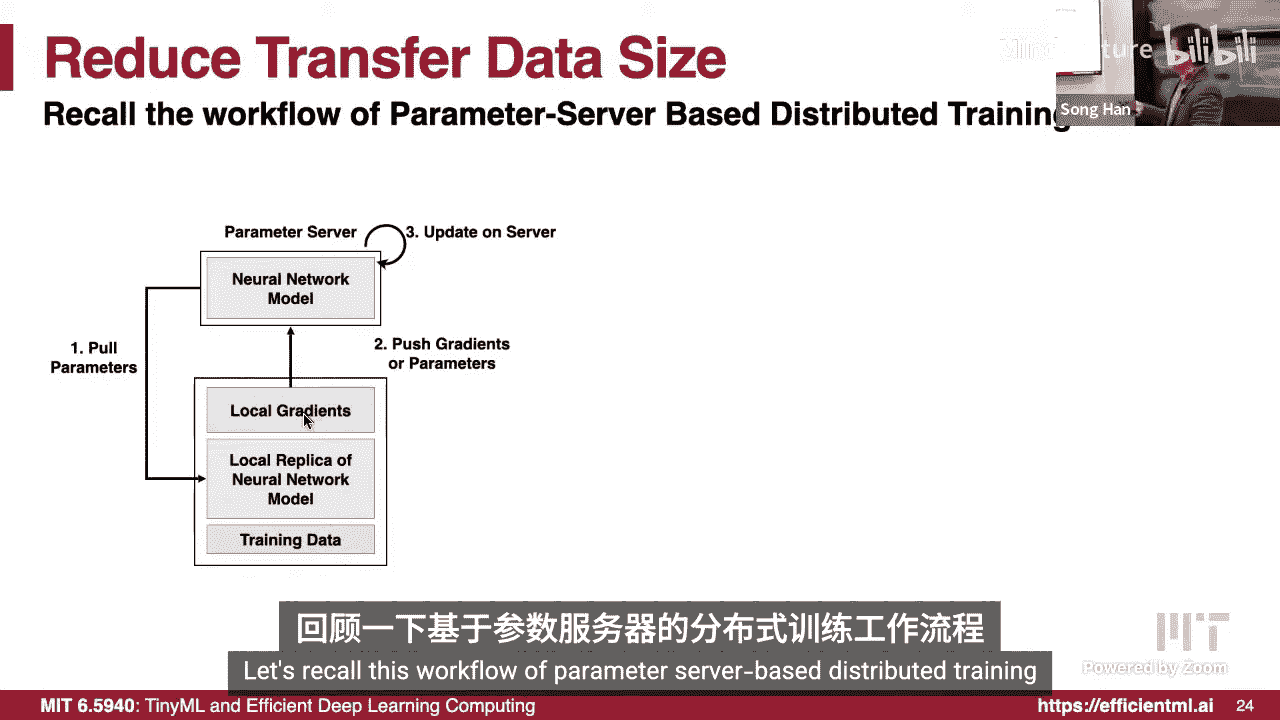 Reduce Transfer Data Size
Recall the workflow of Parameter-Server Based Distributed Training
bilibili
Song Han
Parameter Server
3. Update on Server
Neural Network
Model
1. Pull
Parameters
2. Push Gradients
or Parameters
Local Gradients
Local Replica of
Neural Network
Model
Training Data
回顾一下基于参数服务器的分布式训练工作流程
Let's recall this workflow of parameter server-based distributed training
MIT
Powered by Zoom
MIT 6.5940: TinyML and Efficient Deep Learning Computing
https://efficientml.ai
24